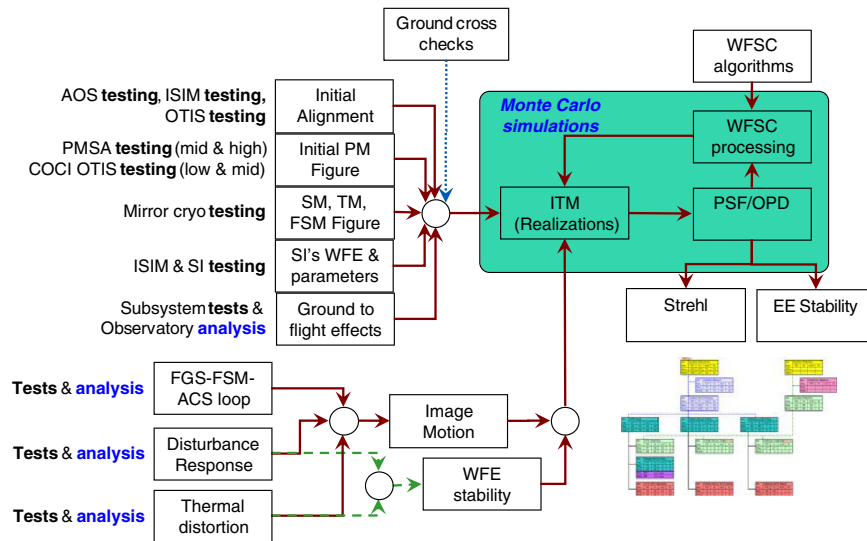 Ground cross
checks
WFSC
algorithms
AOS testing, ISIM testing,
OTIS testing
Initial
Alignment
Monte Carlo
simulations
WFSC
processing
PMSA testing (mid & high)
COCI OTIS testing (low & mid)
Initial PM
Figure
Mirror cryo testing
SM, TM,
FSM Figure
ITM
(Realizations)
PSF/OPD
ISIM & SI testing
SI's WFE &
parameters
Subsystem tests &
Observatory analysis
Ground to
flight effects
Strehl
EE Stability
Tests & analysis
FGS-FSM-
ACS loop
Image
Motion
Tests & analysis
Disturbance
Response
WFE
stability
Tests & analysis
Thermal
distortion